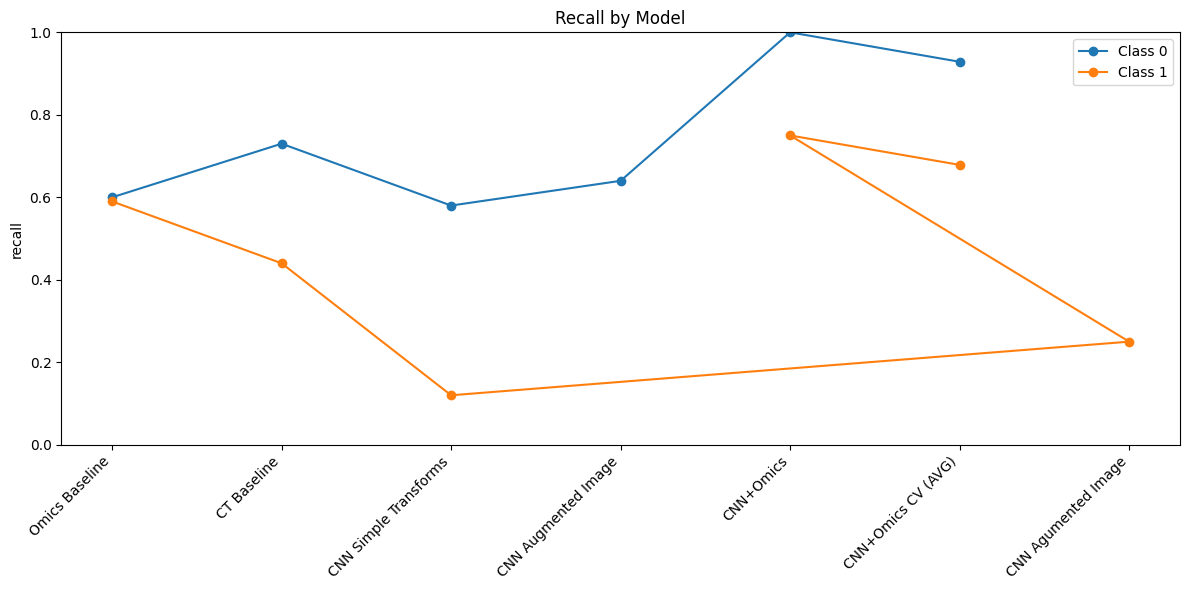 Recall by Model
1.0
0.8
0.6
0.4
0.2
0.0
recall
Class 0
Class 1
Omics Baseline
CT Baseline
CNN Simple Transforms
CNN Augmented Image
CNN+Omics
CNN+Omics CV (AVG)
CNN Agumented Image